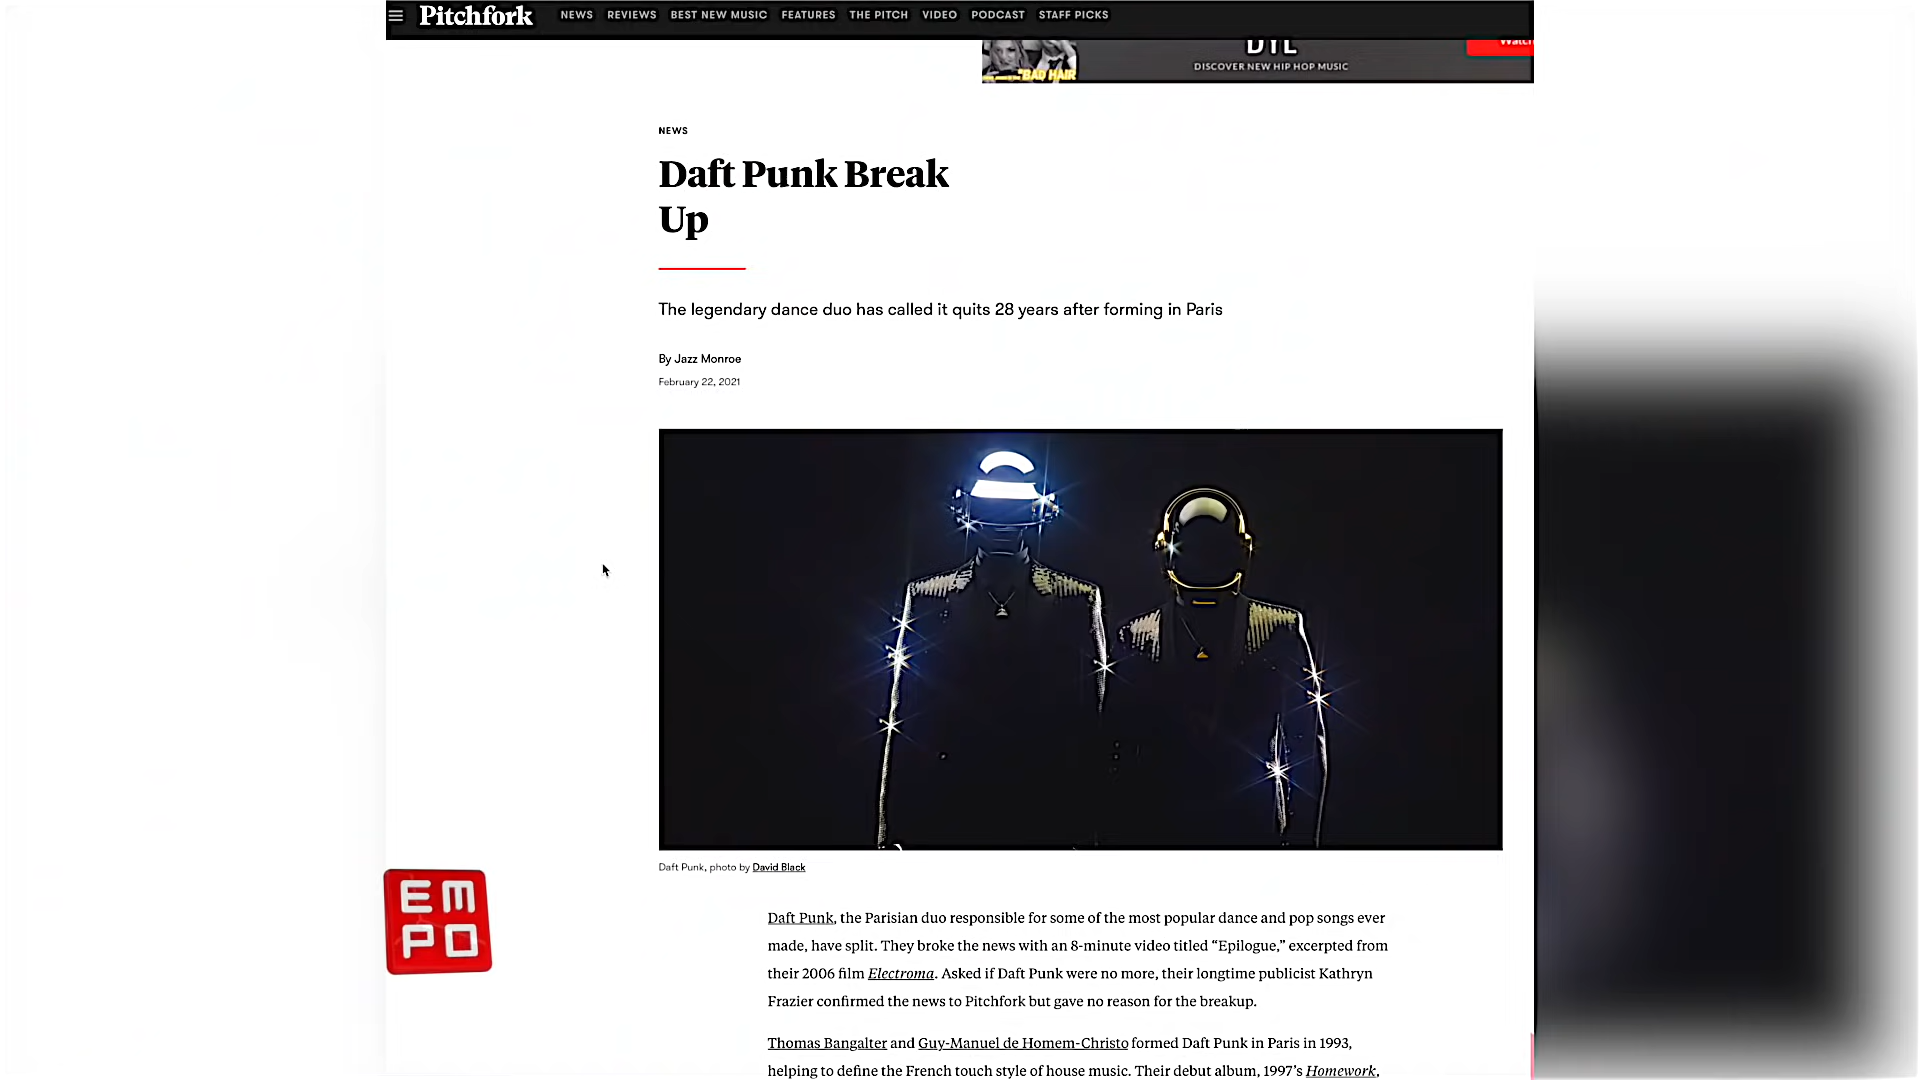 Pitchfork NEWS REVIEWS BEST NEW MUSIC FEATURES THE PITCH VIDEO PODCAST STAFF PICKS
"BAD HAIR
DISCOVER NEW HIP HOP MUSIC
Watch
NEWS
Daft Punk Break
Up
The legendary dance duo has called it quits 28 years after forming in Paris
By Jazz Monroe
February 22, 2021
Daft Punk, photo by David Black
EM
PO
Daft Punk, the Parisian duo responsible for some of the most popular dance and pop songs ever
made, have split. They broke the news with an 8-minute video titled “Epilogue,” excerpted from
their 2006 film Electroma. Asked if Daft Punk were no more, their longtime publicist Kathryn
Frazier confirmed the news to Pitchfork but gave no reason for the breakup.
Thomas Bangalter and Guy-Manuel de Homem-Christo formed Daft Punk in Paris in 1993,
helping to define the French touch style of house music. Their debut album, 1997’s Homework,